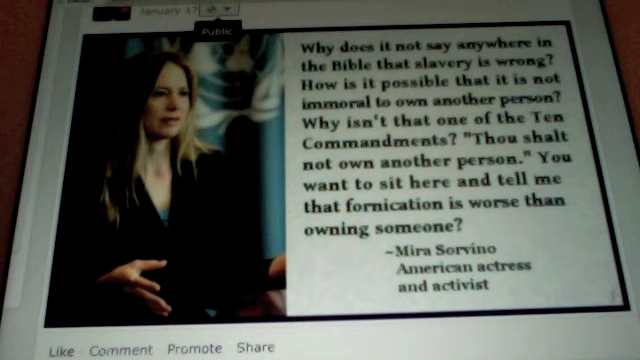 January 17
Public
Why does it not say anywhere in
the Bible that slavery is wrong?
How is it possible that it is not
immoral to own another person?
Why isn't that one of the Ten
Commandments? "Thou shalt
not own another person." You
want to sit here and tell me
that fornication is worse than
owning someone?
~Mira Sorvino
American actress
and activist
Like Comment Promote Share